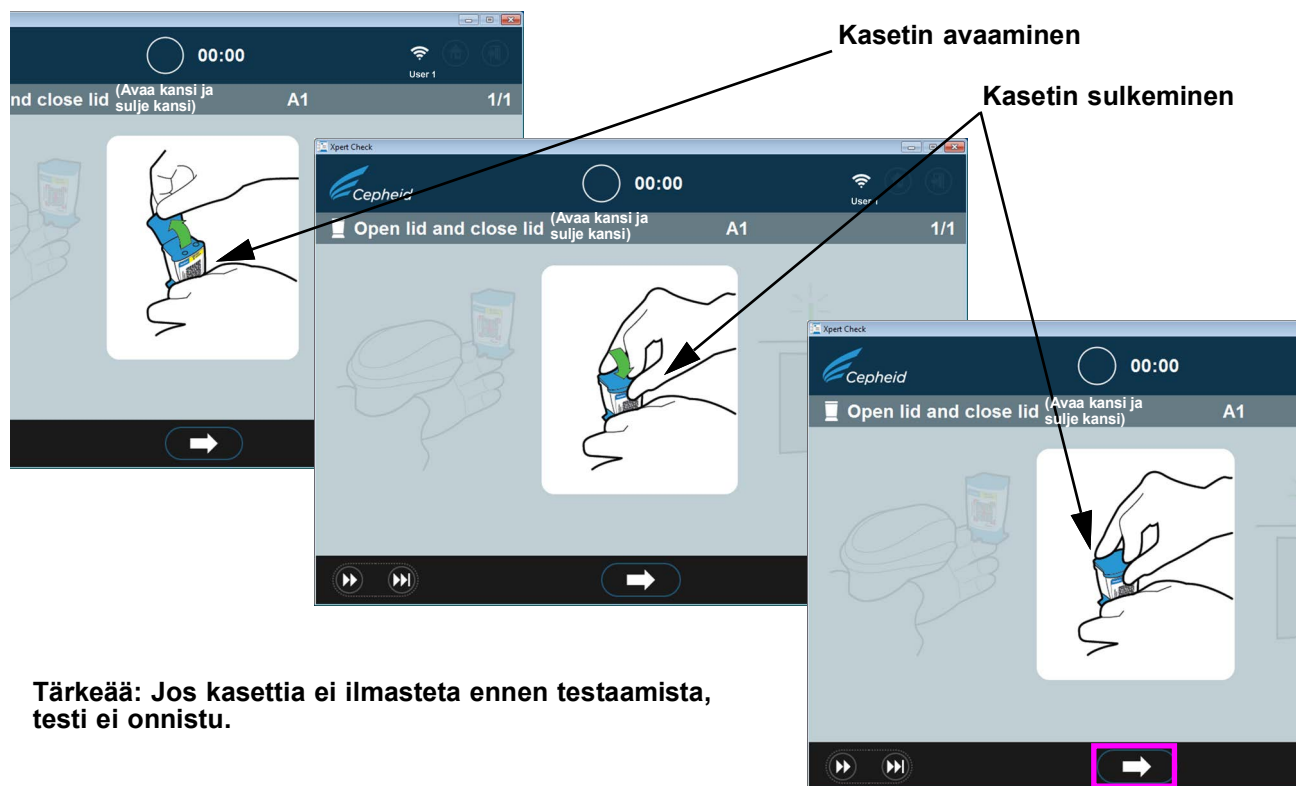 Kasetin avaaminen
Kasetin sulkeminen
00:00
User 1
nd close lid (Avaa kansi ja
sulje kansi)
A1
1/1
Xpert Check
Cepheid
00:00
Open lid and close lid (Avaa kansi ja
sulje kansi)
A1
1/1
Xpert Check
Cepheid
00:00
Open lid and close lid (Avaa kansi ja
sulje kansi)
A1
Tärkeää: Jos kasettia ei ilmasteta ennen testaamista,
testi ei onnistu.